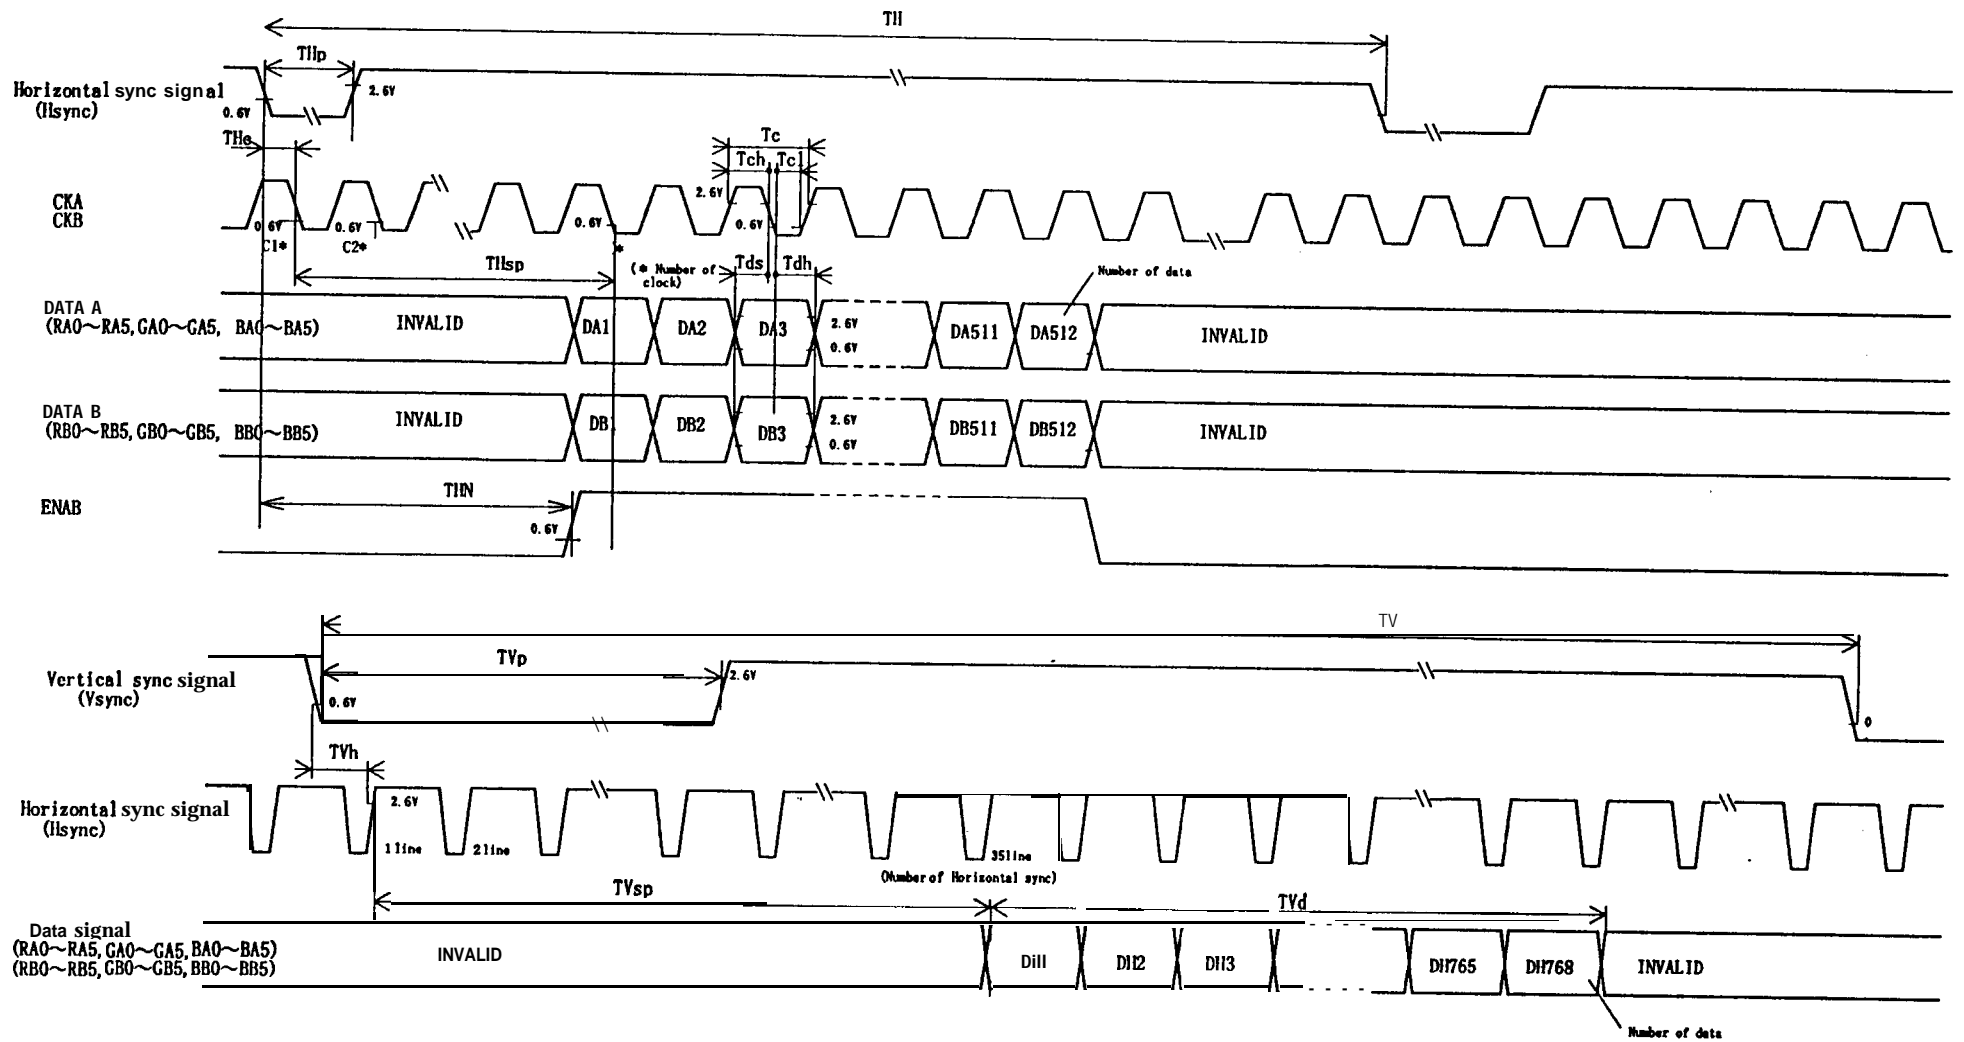 TH
THp
Horizontal sync signal
(Hsync)
0.6V
2.6V
THc
Tc
Tch
Tcl
2.6V
CKA
CKB
0.6V
0.6V
0.6V
0.6V
C1*
C2*
*
THsp
(* Number of
clock)
Tds
Tdh
Number of data
DATA A
(RA0~RA5, GA0~GA5, BA0~BA5)
INVALID
DA1
DA2
DA3
2.6V
0.6V
DA511
DA512
INVALID
DATA B
(RB0~RB5, GB0~GB5, BB0~BB5)
INVALID
DB1
DB2
DB3
2.6V
0.6V
DB511
DB512
INVALID
THN
ENAB
0.6V
TV
TVp
Vertical sync signal
(Vsync)
2.6V
0.6V
0
TVh
Horizontal sync signal
(Hsync)
2.6V
1line
2line
35line
(Number of Horizontal sync)
TVsp
TVd
Data signal
(RA0~RA5, GA0~GA5, BA0~BA5)
(RB0~RB5, GB0~GB5, BB0~BB5)
INVALID
DH1
DH2
DH3
DH765
DH768
INVALID
Number of data